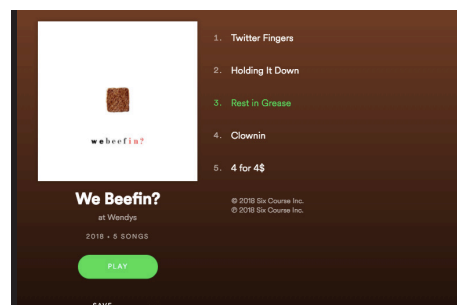 webeefin?
We Beefin?
at Wendys
2018 • 5 SONGS
PLAY
SAVE
1. Twitter Fingers
2. Holding It Down
3. Rest in Grease
4. Clownin
5. 4 for 4$
© 2018 Six Course Inc.
℗ 2018 Six Course Inc.